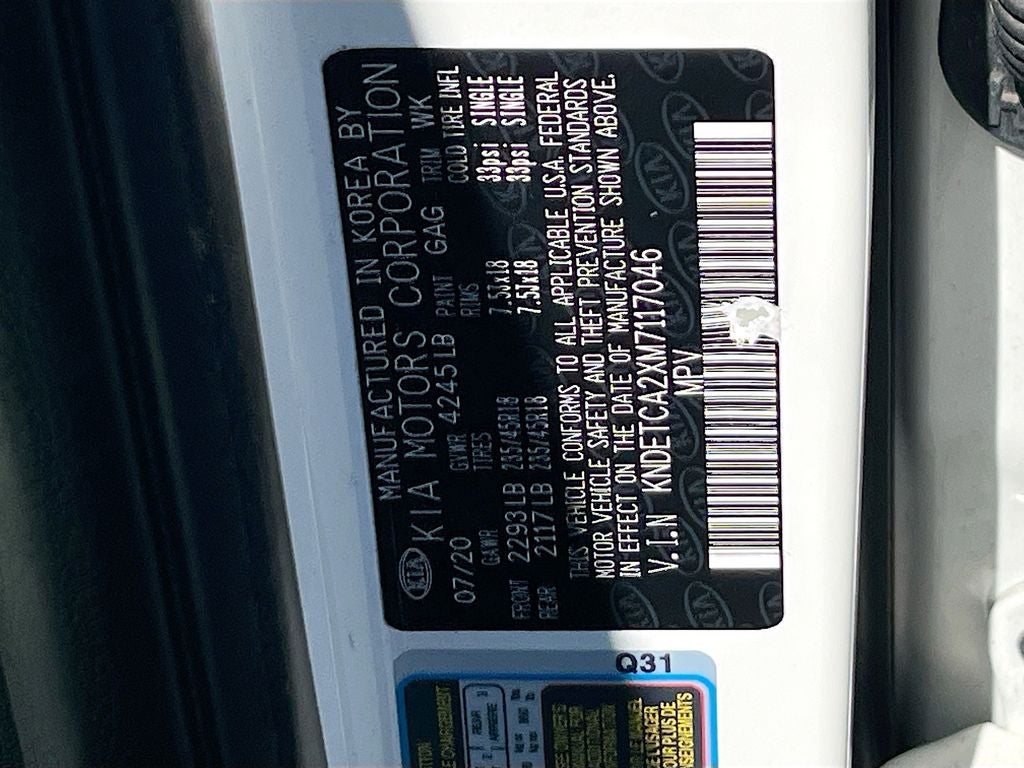 KIA
MANUFACTURED IN KOREA BY
KIA MOTORS CORPORATION
07/20 GVWR 4245LB PAINT GAG TRIM WK
GAWR TIRES RIMS COLD TIRE INFL
FRONT 2293LB 235/45R18 7.5Jx18 33psi SINGLE
REAR 2117LB 235/45R18 7.5Jx18 33psi SINGLE
THIS VEHICLE CONFORMS TO ALL APPLICABLE U.S.A. FEDERAL
MOTOR VEHICLE SAFETY AND THEFT PREVENTION STANDARDS
IN EFFECT ON THE DATE OF MANUFACTURE SHOWN ABOVE.
V.I.N KNDETCA2XM7117046
MPV
Q31
REAR
ARRIERE